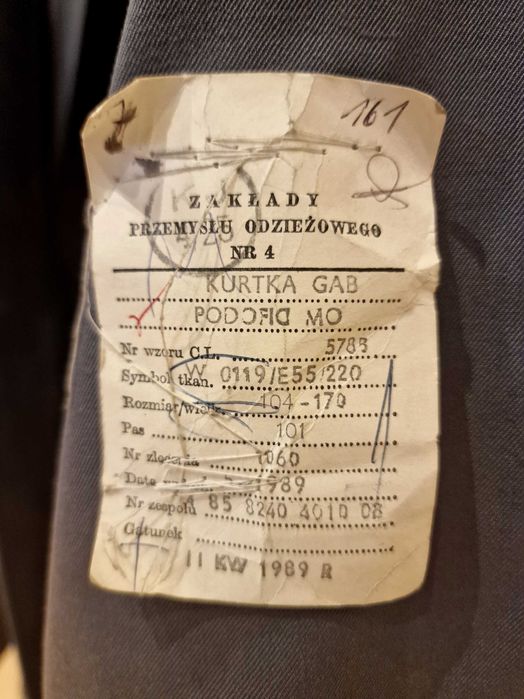 161
ZAKŁADY
PRZEMYSŁU ODZIEŻOWEGO
NR 4
KURTKA GAB
PODOFIC MO
Nr wzoru C.L. 5783
Symbol tkan. W 0119/E55/220
Rozmiar/wielk. 104-170
Pas 101
Nr zlecenia 1060
Data 1989
Nr zespołu 4 85 8240 4010 08
Gatunek
II KW 1989 R